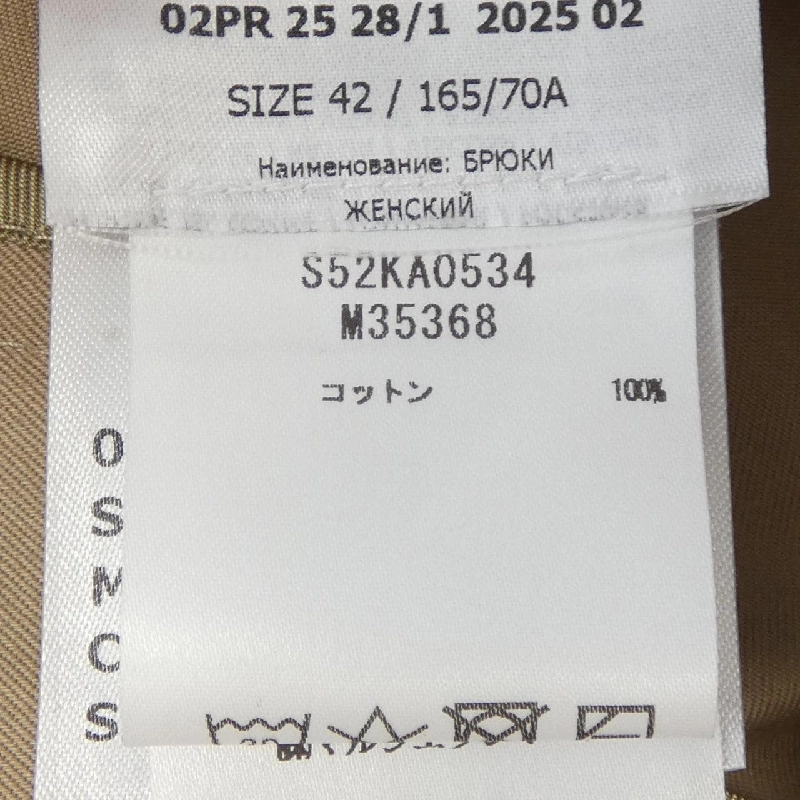 02PR 25 28/1 2025 02
SIZE 42 / 165/70A
Наименование: БРЮКИ
ЖЕНСКИЙ
S52KA0534
M35368
コットン 100%
0
S
M
C
S